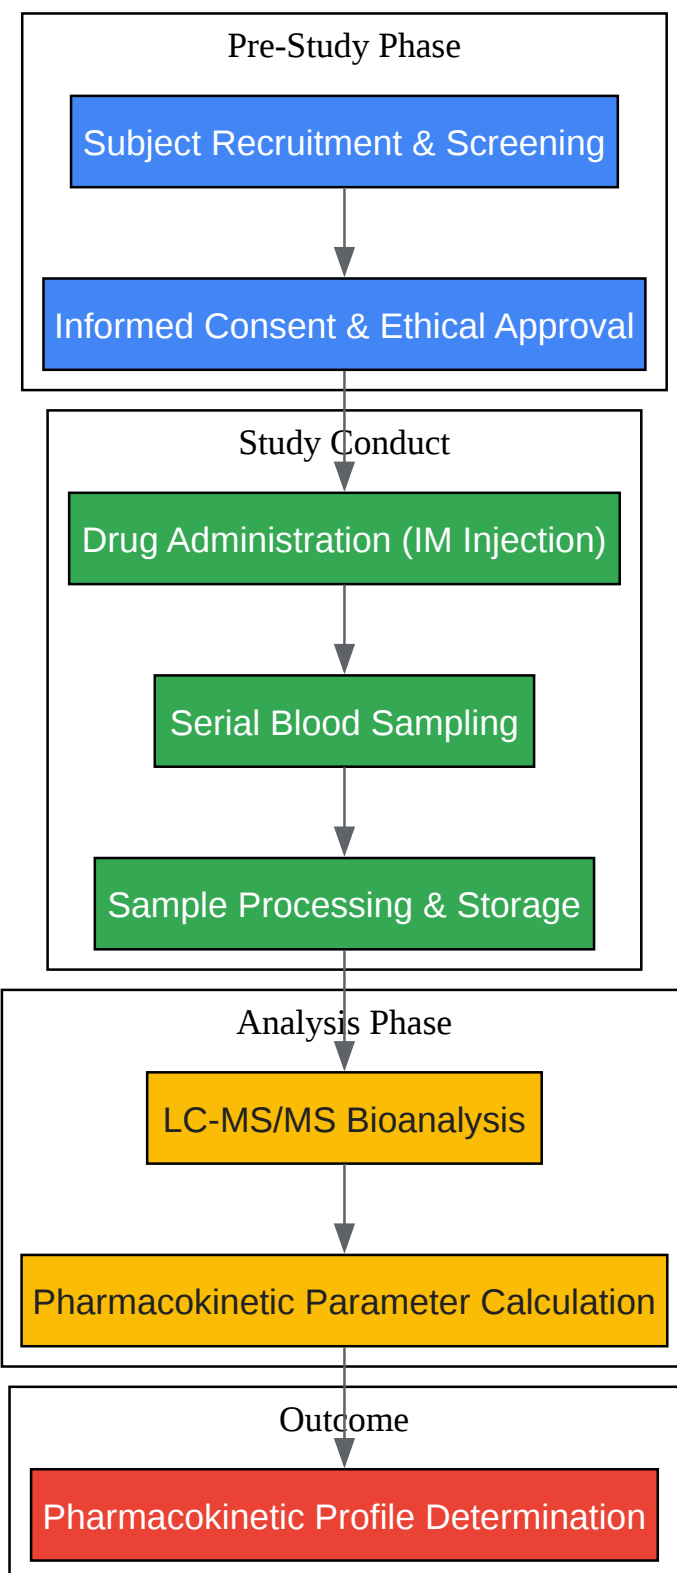 Pre-Study Phase
Subject Recruitment & Screening
Informed Consent & Ethical Approval
Study Conduct
Drug Administration (IM Injection)
Serial Blood Sampling
Sample Processing & Storage
Analysis Phase
LC-MS/MS Bioanalysis
Pharmacokinetic Parameter Calculation
Outcome
Pharmacokinetic Profile Determination